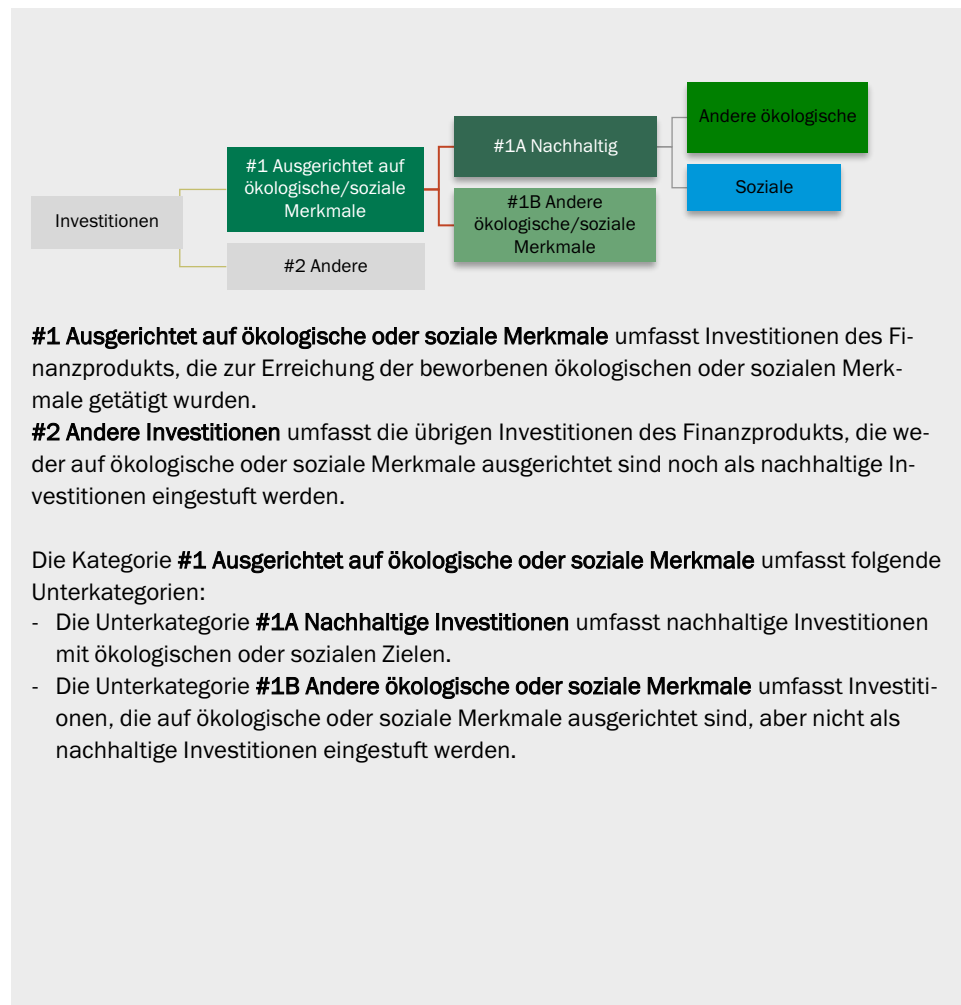 Andere ökologische
#1A Nachhaltig
#1 Ausgerichtet auf
ökologische/soziale
Merkmale
Soziale
#1B Andere
ökologische/soziale
Merkmale
Investitionen
#2 Andere
#1 Ausgerichtet auf ökologische oder soziale Merkmale umfasst Investitionen des Fi-
nanzprodukts, die zur Erreichung der beworbenen ökologischen oder sozialen Merk-
male getätigt wurden.
#2 Andere Investitionen umfasst die übrigen Investitionen des Finanzprodukts, die we-
der auf ökologische oder soziale Merkmale ausgerichtet sind noch als nachhaltige In-
vestitionen eingestuft werden.
Die Kategorie #1 Ausgerichtet auf ökologische oder soziale Merkmale umfasst folgende
Unterkategorien:
- Die Unterkategorie #1A Nachhaltige Investitionen umfasst nachhaltige Investitionen
mit ökologischen oder sozialen Zielen.
- Die Unterkategorie #1B Andere ökologische oder soziale Merkmale umfasst Investiti-
onen, die auf ökologische oder soziale Merkmale ausgerichtet sind, aber nicht als
nachhaltige Investitionen eingestuft werden.